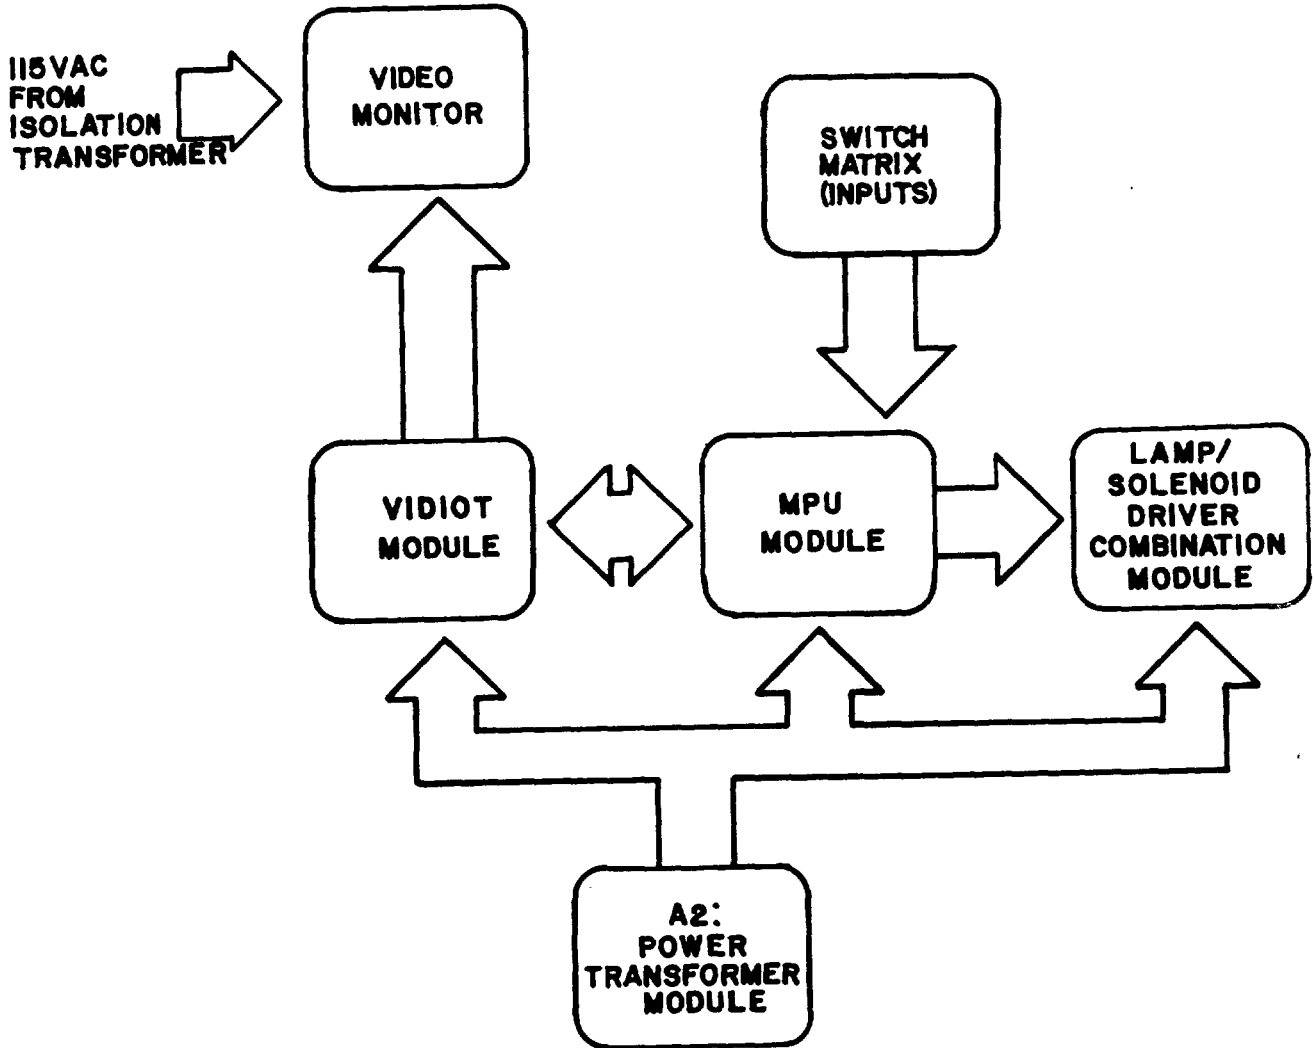 115VAC
FROM
ISOLATION
TRANSFORMER
VIDEO
MONITOR
SWITCH
MATRIX
(INPUTS)
VIDIOT
MODULE
MPU
MODULE
LAMP/
SOLENOID
DRIVER
COMBINATION
MODULE
A2:
POWER
TRANSFORMER
MODULE